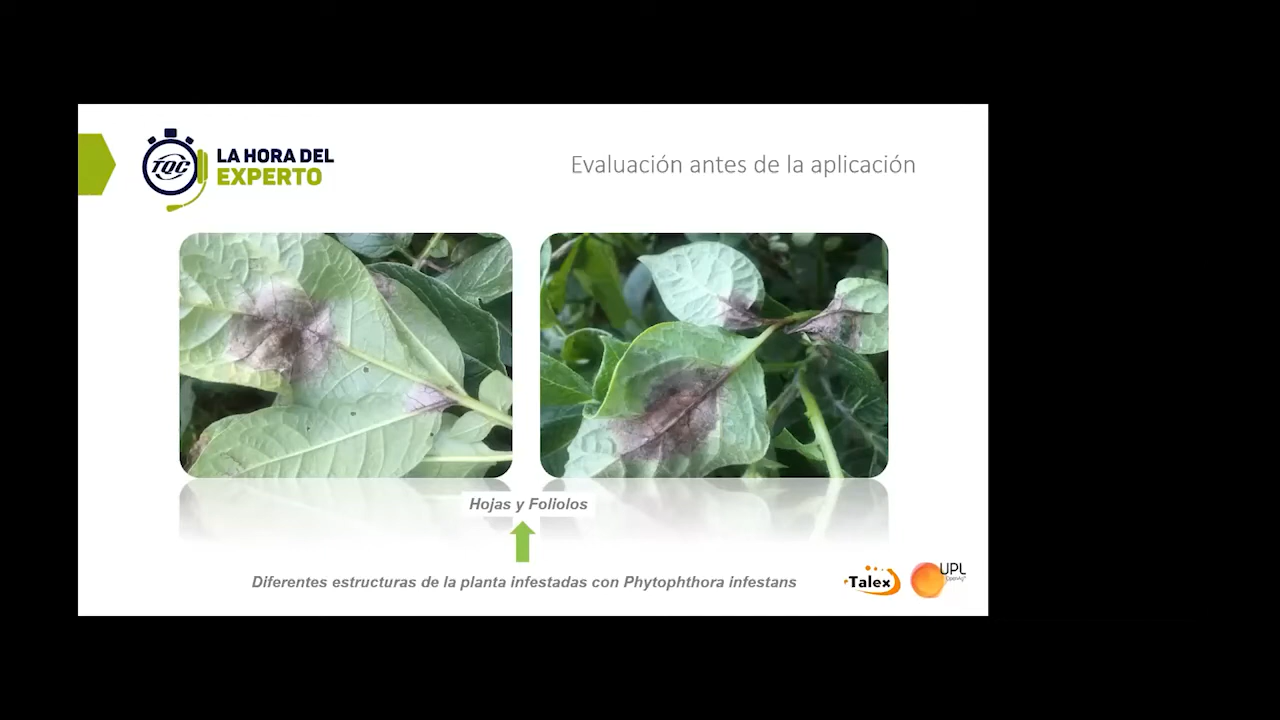 TQC
LA HORA DEL
EXPERTO
Evaluación antes de la aplicación
Hojas y Foliolos
Diferentes estructuras de la planta infestadas con Phytophthora infestans
Talex
UPL
OpenAg